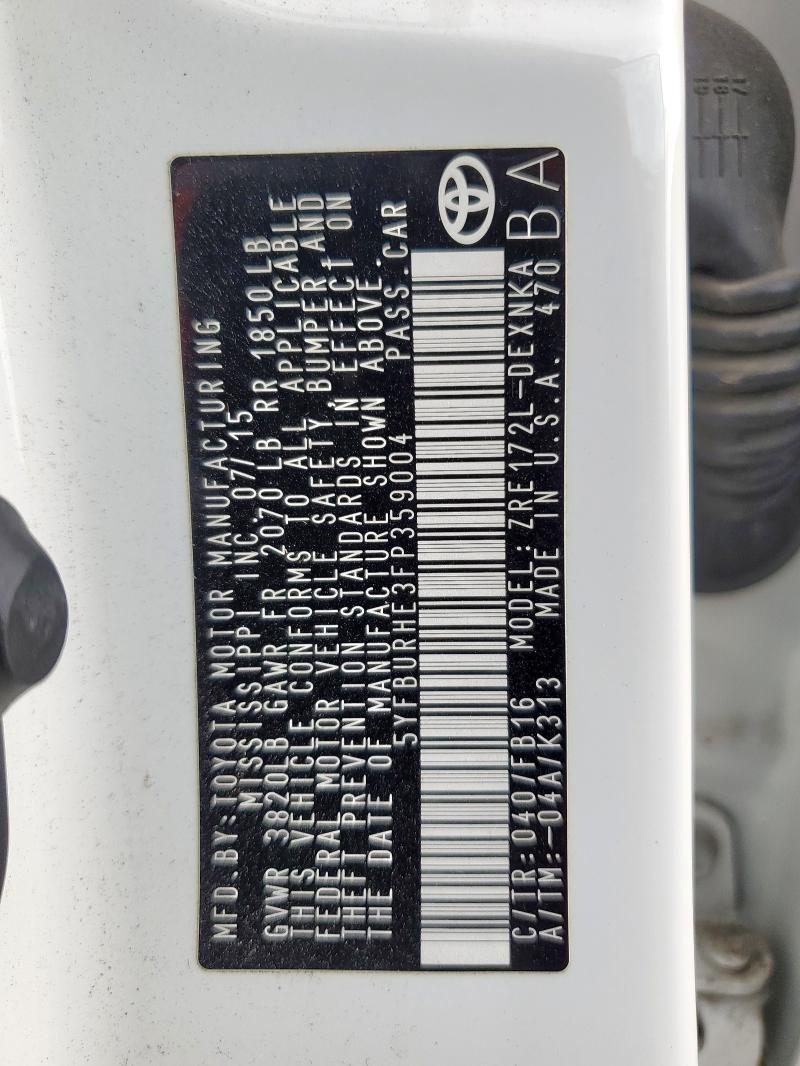 MFD.BY:TOYOTA MOTOR MANUFACTURING
MISSISSIPPI INC. 07/15
GVWR 3820LB GAWR FR 2070 LB RR 1850LB
THIS VEHICLE CONFORMS TO ALL APPLICABLE
FEDERAL MOTOR VEHICLE SAFETY, BUMPER AND
THEFT PREVENTION STANDARDS IN EFFECT ON
THE DATE OF MANUFACTURE SHOWN ABOVE.
5YFBURHE3FP359004 PASS.CAR
C/TR:040/FB16 MODEL:ZRE172L-DEXNKA
A/TM:-04A/K313 MADE IN U.S.A. 470
BA